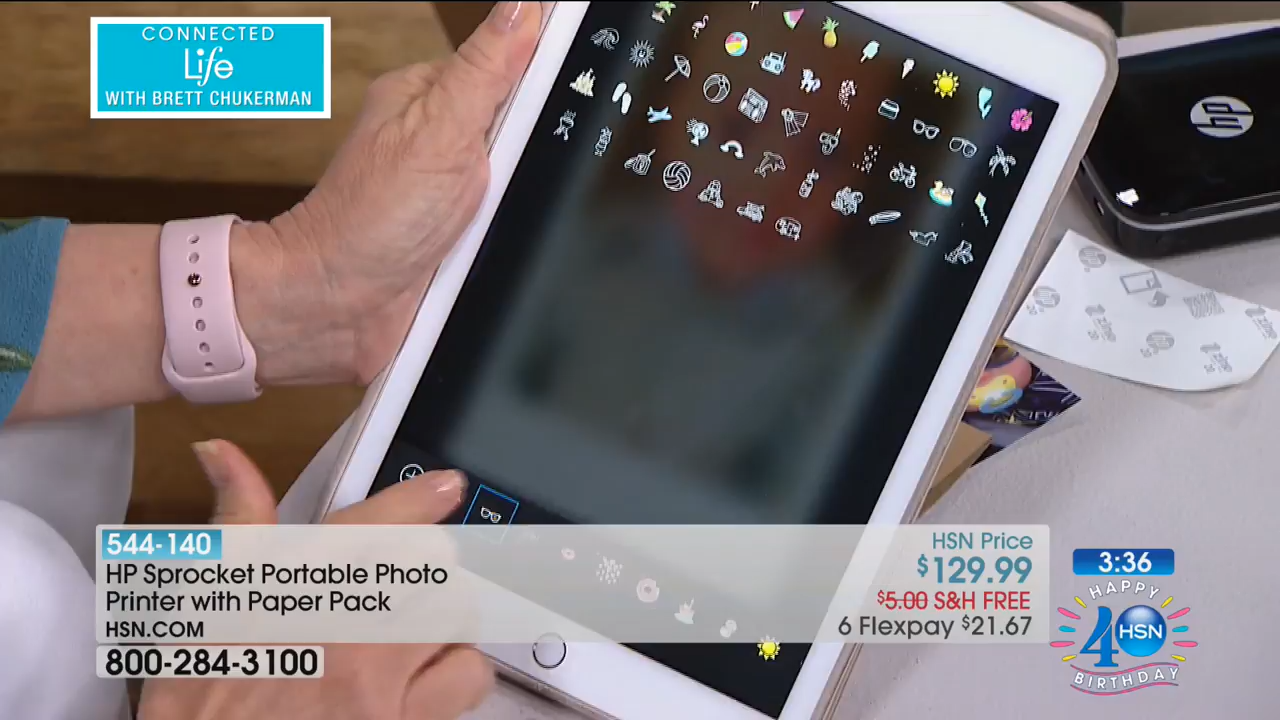 CONNECTED
Life
WITH BRETT CHUKERMAN
hp
544-140
HP Sprocket Portable Photo
Printer with Paper Pack
HSN.COM
800-284-3100
HSN Price
$129.99
$5.00 S&H FREE
6 Flexpay $21.67
3:36
HAPPY
40
HSN
BIRTHDAY